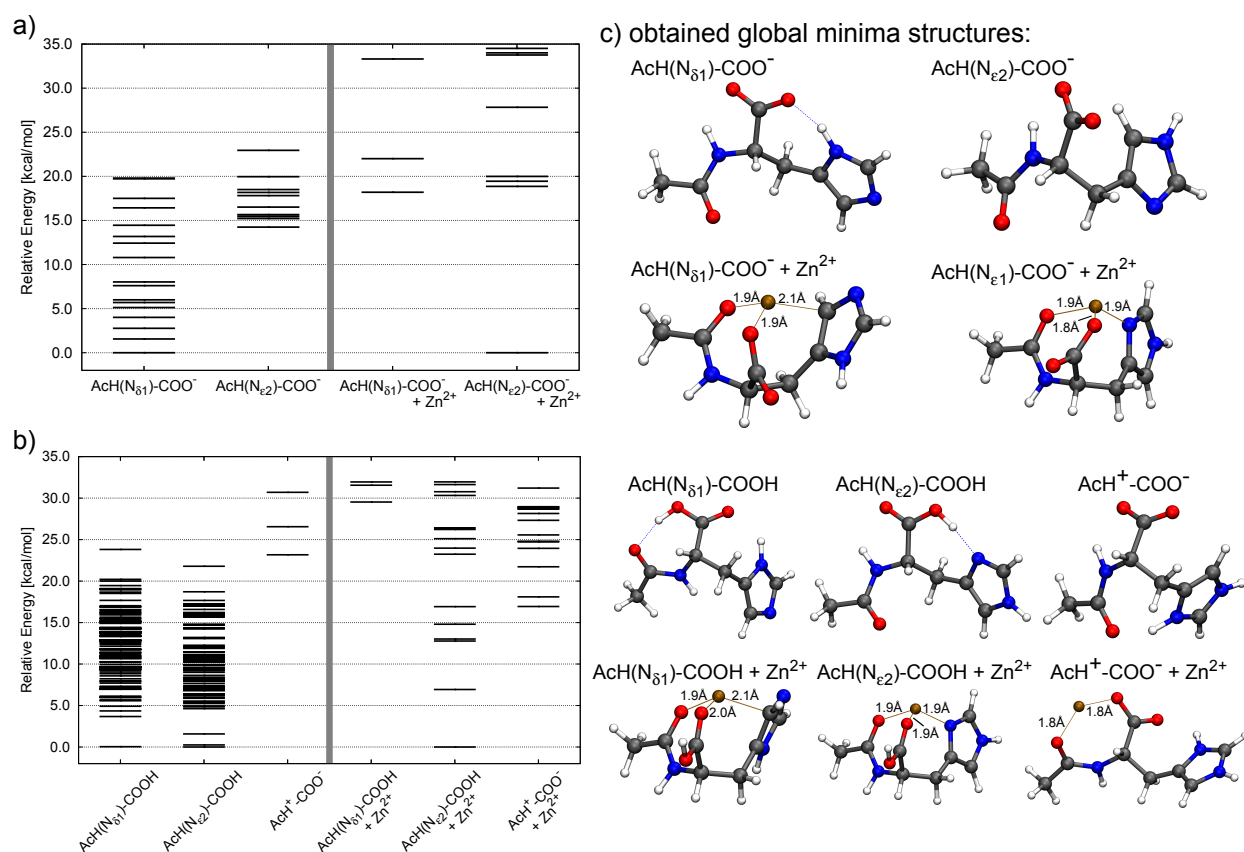 a)
35.0
30.0
25.0
20.0
15.0
10.0
5.0
0.0
Relative Energy [kcal/mol]
AcH(Nδ1)-COO⁻
AcH(Nε2)-COO⁻
AcH(Nδ1)-COO⁻
+ Zn²⁺
AcH(Nε2)-COO⁻
+ Zn²⁺
b)
35.0
30.0
25.0
20.0
15.0
10.0
5.0
0.0
Relative Energy [kcal/mol]
AcH(Nδ1)-COOH
AcH(Nε2)-COOH
AcH⁺-COO⁻
AcH(Nδ1)-COOH
+ Zn²⁺
AcH(Nε2)-COOH
+ Zn²⁺
AcH⁺-COO⁻
+ Zn²⁺
c) obtained global minima structures:
AcH(Nδ1)-COO⁻
AcH(Nε2)-COO⁻
AcH(Nδ1)-COO⁻ + Zn²⁺
1.9Å
2.1Å
1.9Å
AcH(Nε1)-COO⁻ + Zn²⁺
1.9Å
1.9Å
1.8Å
AcH(Nδ1)-COOH
AcH(Nε2)-COOH
AcH⁺-COO⁻
AcH(Nδ1)-COOH + Zn²⁺
1.9Å
2.1Å
2.0Å
AcH(Nε2)-COOH + Zn²⁺
1.9Å
1.9Å
1.9Å
AcH⁺-COO⁻ + Zn²⁺
1.8Å
1.8Å